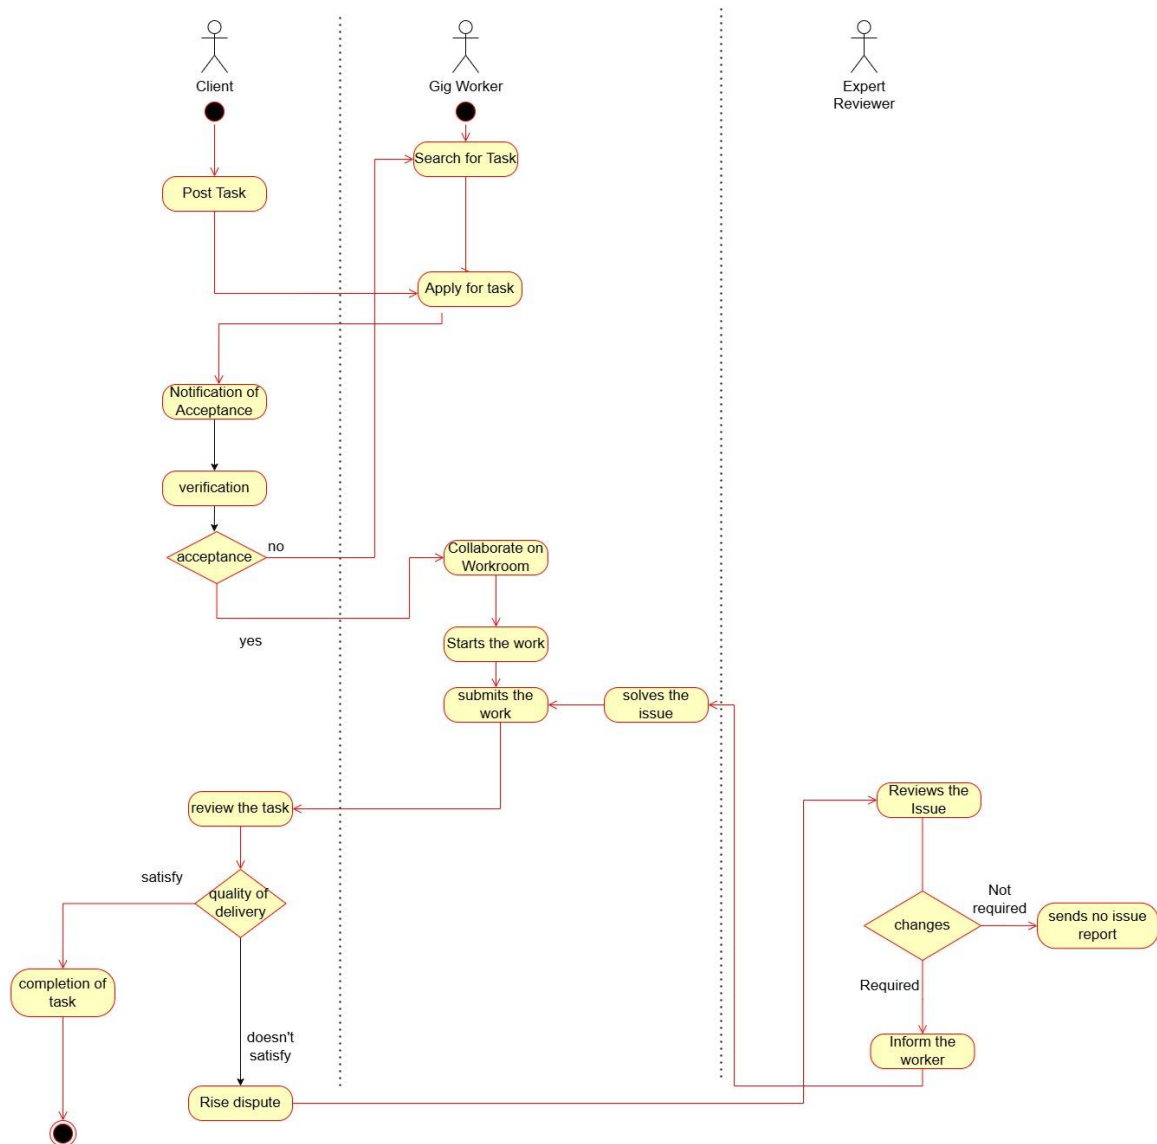 Client
Gig Worker
Expert
Reviewer
Search for Task
Post Task
Apply for task
Notification of
Acceptance
verification
acceptance
no
yes
Collaborate on
Workroom
Starts the work
submits the
work
solves the
issue
review the task
Reviews the
Issue
satisfy
quality of
delivery
changes
Not
required
sends no issue
report
completion of
task
Required
doesn't
satisfy
Inform the
worker
Rise dispute